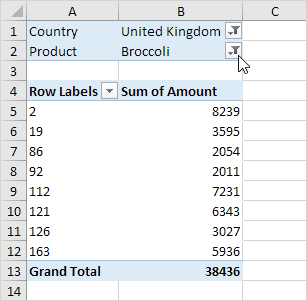 A B C
1 Country United Kingdom
2 Product Broccoli
3
4 Row Labels Sum of Amount
5 2 8239
6 19 3595
7 86 2054
8 92 2011
9 112 7231
10 121 6343
11 126 3027
12 163 5936
13 Grand Total 38436
14